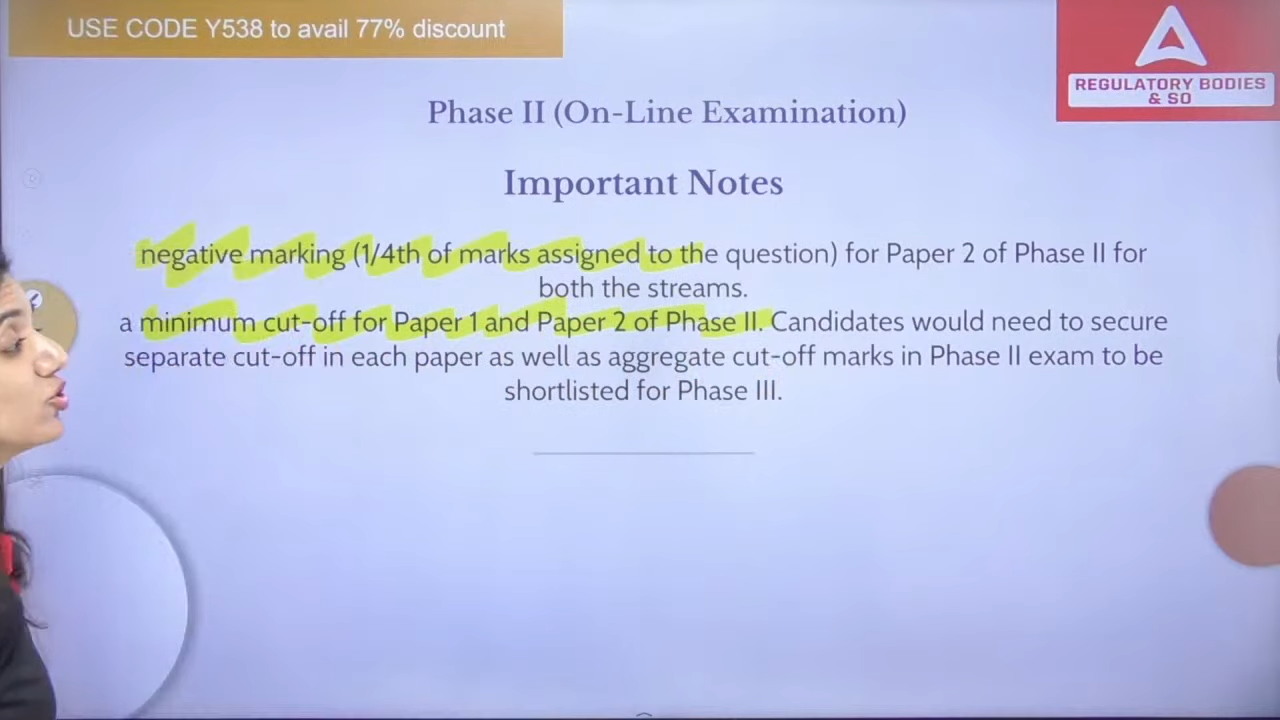 USE CODE Y538 to avail 77% discount
REGULATORY BODIES
& SO
Phase II (On-Line Examination)
Important Notes
negative marking (1/4th of marks assigned to the question) for Paper 2 of Phase II for
both the streams.
a minimum cut-off for Paper 1 and Paper 2 of Phase II. Candidates would need to secure
separate cut-off in each paper as well as aggregate cut-off marks in Phase II exam to be
shortlisted for Phase III.